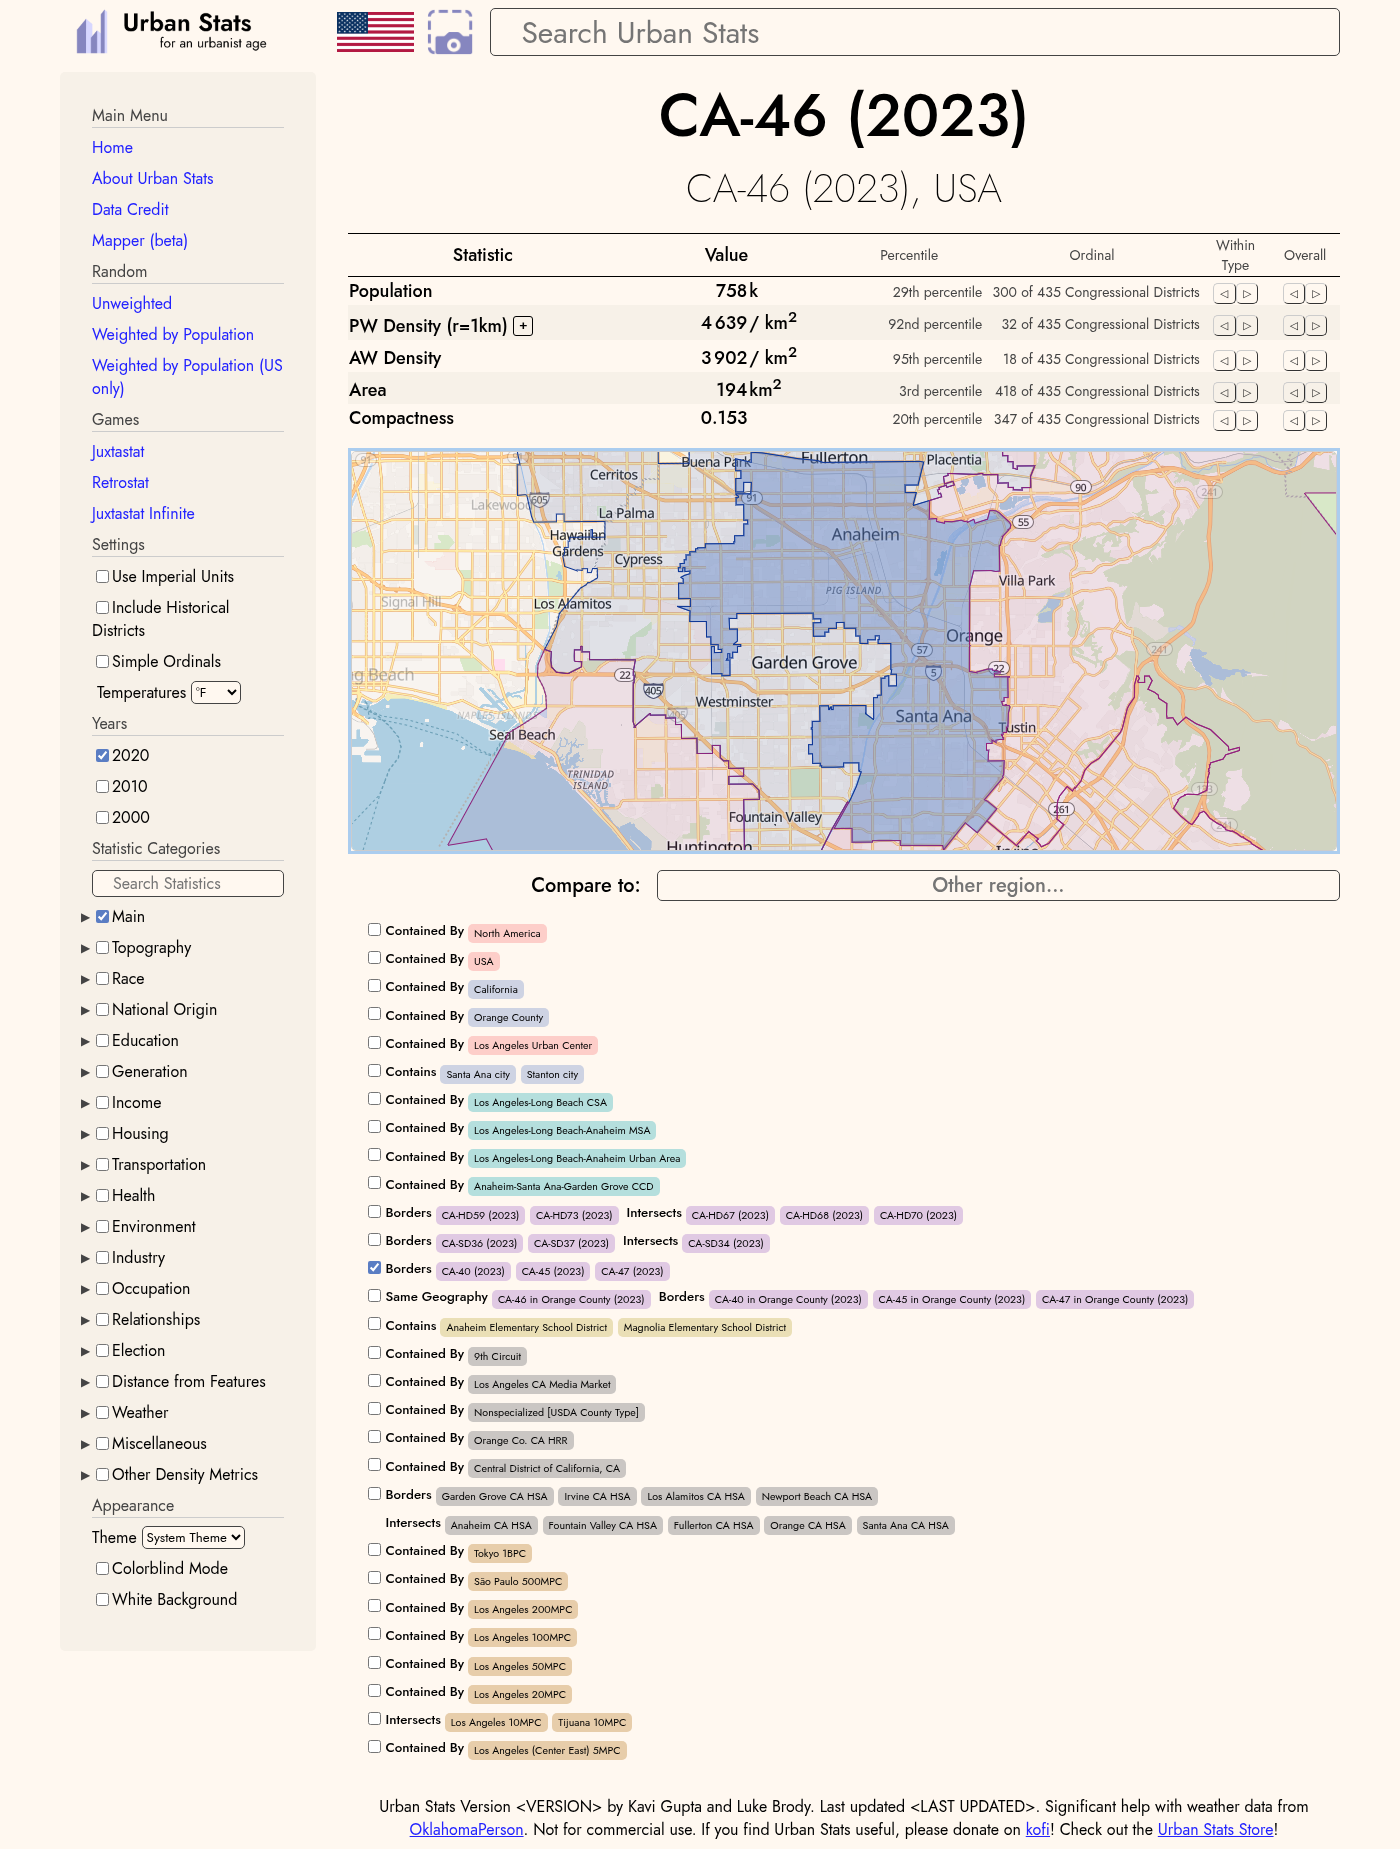 Urban Stats
for an urbanist age
Search Urban Stats
Main Menu
Home
About Urban Stats
Data Credit
Mapper (beta)
Random
Unweighted
Weighted by Population
Weighted by Population (US
only)
Games
Juxtastat
Retrostat
Juxtastat Infinite
Settings
Use Imperial Units
Include Historical
Districts
Simple Ordinals
Temperatures °F
Years
2020
2010
2000
Statistic Categories
Search Statistics
Main
Topography
Race
National Origin
Education
Generation
Income
Housing
Transportation
Health
Environment
Industry
Occupation
Relationships
Election
Distance from Features
Weather
Miscellaneous
Other Density Metrics
Appearance
Theme System Theme
Colorblind Mode
White Background
CA-46 (2023)
CA-46 (2023), USA
Statistic Value Percentile Ordinal Within Type Overall
Population 758 k 29th percentile 300 of 435 Congressional Districts
PW Density (r=1km) + 4 639 / km2 92nd percentile 32 of 435 Congressional Districts
AW Density 3 902 / km2 95th percentile 18 of 435 Congressional Districts
Area 194 km2 3rd percentile 418 of 435 Congressional Districts
Compactness 0.153 20th percentile 347 of 435 Congressional Districts
91
Buena Park
Fullerton
Placentia
Cerritos
90
241
605
91
Lakewood
La Palma
55
Hawaiian
Gardens
Anaheim
Cypress
Villa Park
PIG ISLAND
Signal Hill
Los Alamitos
Orange
57
241
Garden Grove
22
5
ng Beach
22
405
Westminster
NAPLES ISLANDS
405
Santa Ana
Tustin
Seal Beach
TRINIDAD
ISLAND
133
261
Fountain Valley
241
Huntington
Irvine
Compare to: Other region...
Contained By North America
Contained By USA
Contained By California
Contained By Orange County
Contained By Los Angeles Urban Center
Contains Santa Ana city Stanton city
Contained By Los Angeles-Long Beach CSA
Contained By Los Angeles-Long Beach-Anaheim MSA
Contained By Los Angeles-Long Beach-Anaheim Urban Area
Contained By Anaheim-Santa Ana-Garden Grove CCD
Borders CA-HD59 (2023) CA-HD73 (2023) Intersects CA-HD67 (2023) CA-HD68 (2023) CA-HD70 (2023)
Borders CA-SD36 (2023) CA-SD37 (2023) Intersects CA-SD34 (2023)
Borders CA-40 (2023) CA-45 (2023) CA-47 (2023)
Same Geography CA-46 in Orange County (2023) Borders CA-40 in Orange County (2023) CA-45 in Orange County (2023) CA-47 in Orange County (2023)
Contains Anaheim Elementary School District Magnolia Elementary School District
Contained By 9th Circuit
Contained By Los Angeles CA Media Market
Contained By Nonspecialized [USDA County Type]
Contained By Orange Co. CA HRR
Contained By Central District of California, CA
Borders Garden Grove CA HSA Irvine CA HSA Los Alamitos CA HSA Newport Beach CA HSA
Intersects Anaheim CA HSA Fountain Valley CA HSA Fullerton CA HSA Orange CA HSA Santa Ana CA HSA
Contained By Tokyo 1BPC
Contained By São Paulo 500MPC
Contained By Los Angeles 200MPC
Contained By Los Angeles 100MPC
Contained By Los Angeles 50MPC
Contained By Los Angeles 20MPC
Intersects Los Angeles 10MPC Tijuana 10MPC
Contained By Los Angeles (Center East) 5MPC
Urban Stats Version <VERSION> by Kavi Gupta and Luke Brody. Last updated <LAST UPDATED>. Significant help with weather data from
OklahomaPerson. Not for commercial use. If you find Urban Stats useful, please donate on kofi! Check out the Urban Stats Store!